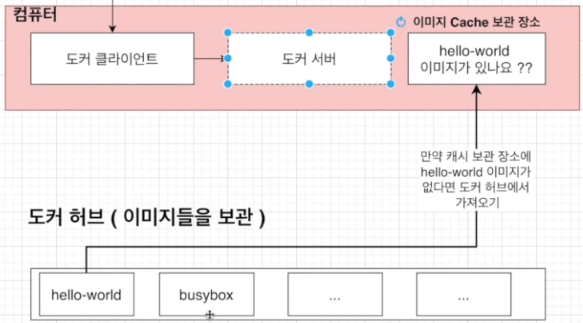 컴퓨터
이미지 Cache 보관 장소
도커 클라이언트
도커 서버
hello-world
이미지가 있나요 ??
만약 캐시 보관 장소에
hello-world 이미지가
없다면 도커 허브에서
가져오기
도커 허브 ( 이미지들을 보관 )
hello-world
busybox
...
...